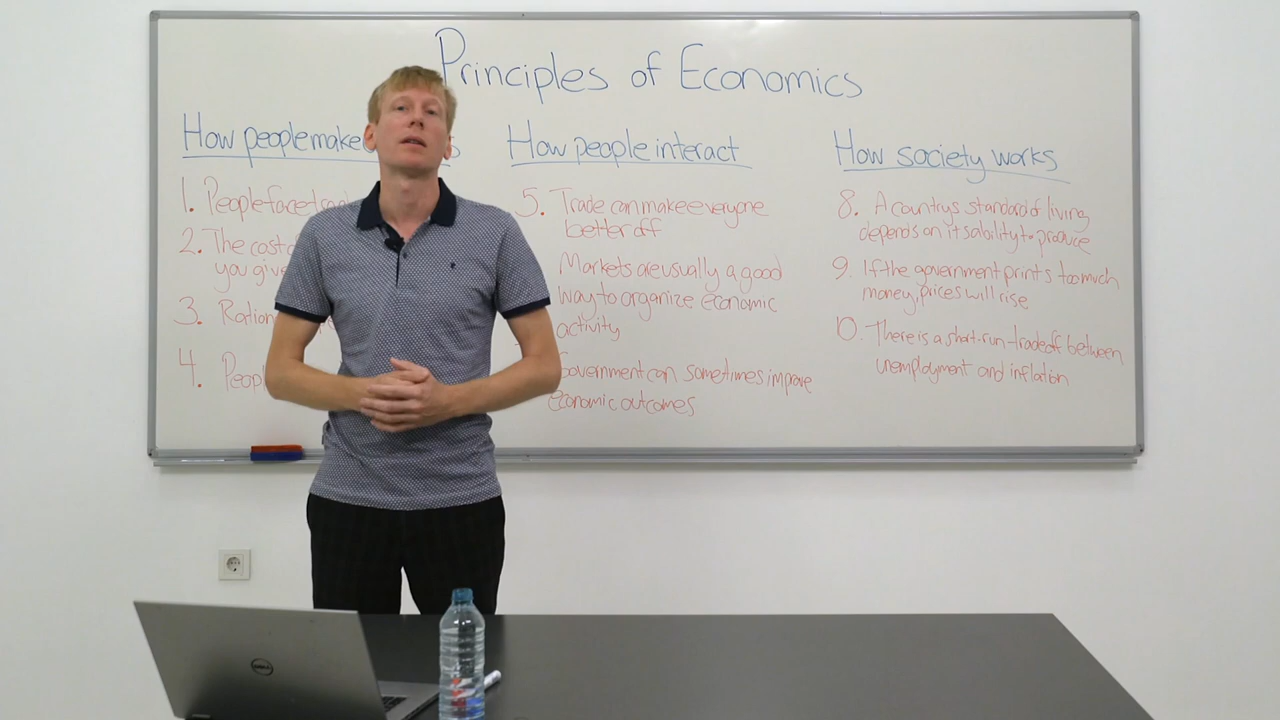 Principles of Economics
How people make
1. People face
2. The cost
you give
3. Ration
4. Peopl
How people interact
5. Trade can make everyone
better off
Markets are usually a good
way to organize economic
activity
Government can sometimes improve
economic outcomes
How society works
8. A countrys standard of living
depends on its ability to produce
9. If the government prints too much
money, prices will rise
10. There is a short-run-tradeoff between
unemployment and inflation
DELL